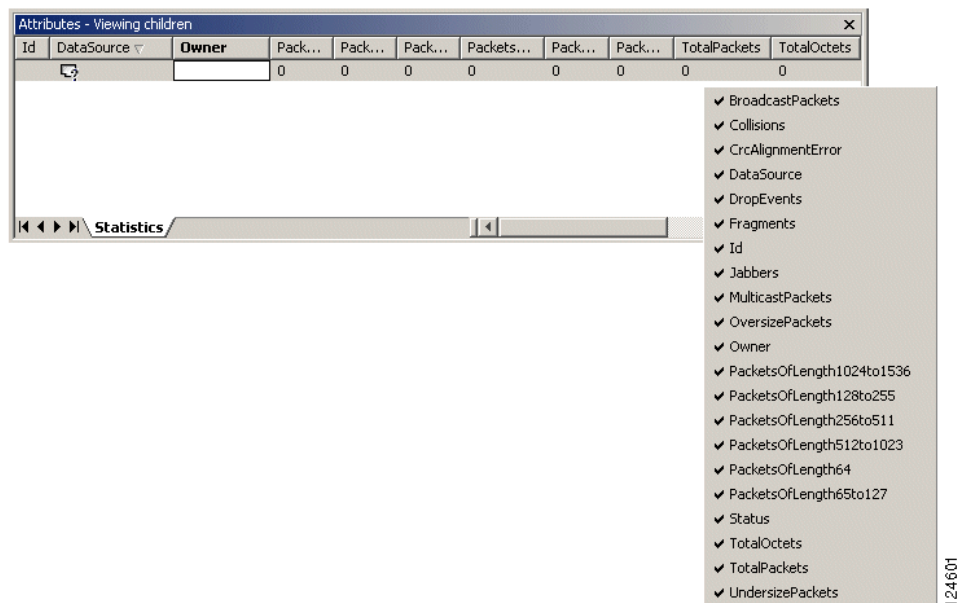 Attributes - Viewing children
Id DataSource Owner Pack... Pack... Pack... Packets... Pack... Pack... TotalPackets TotalOctets
0 0 0 0 0 0 0 0
Statistics
BroadcastPackets
Collisions
CrcAlignmentError
DataSource
DropEvents
Fragments
Id
Jabbers
MulticastPackets
OversizePackets
Owner
PacketsOfLength1024to1536
PacketsOfLength128to255
PacketsOfLength256to511
PacketsOfLength512to1023
PacketsOfLength64
PacketsOfLength65to127
Status
TotalOctets
TotalPackets
UndersizePackets
124601